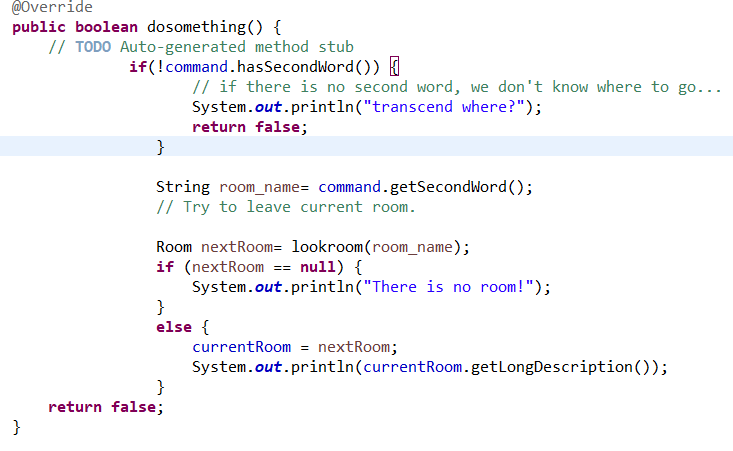 @Override
public boolean dosomething() {
// TODO Auto-generated method stub
if(!command.hasSecondWord()) {
// if there is no second word, we don't know where to go...
System.out.println("transcend where?");
return false;
}
String room_name= command.getSecondWord();
// Try to leave current room.
Room nextRoom= lookroom(room_name);
if (nextRoom == null) {
System.out.println("There is no room!");
}
else {
currentRoom = nextRoom;
System.out.println(currentRoom.getLongDescription());
}
return false;
}